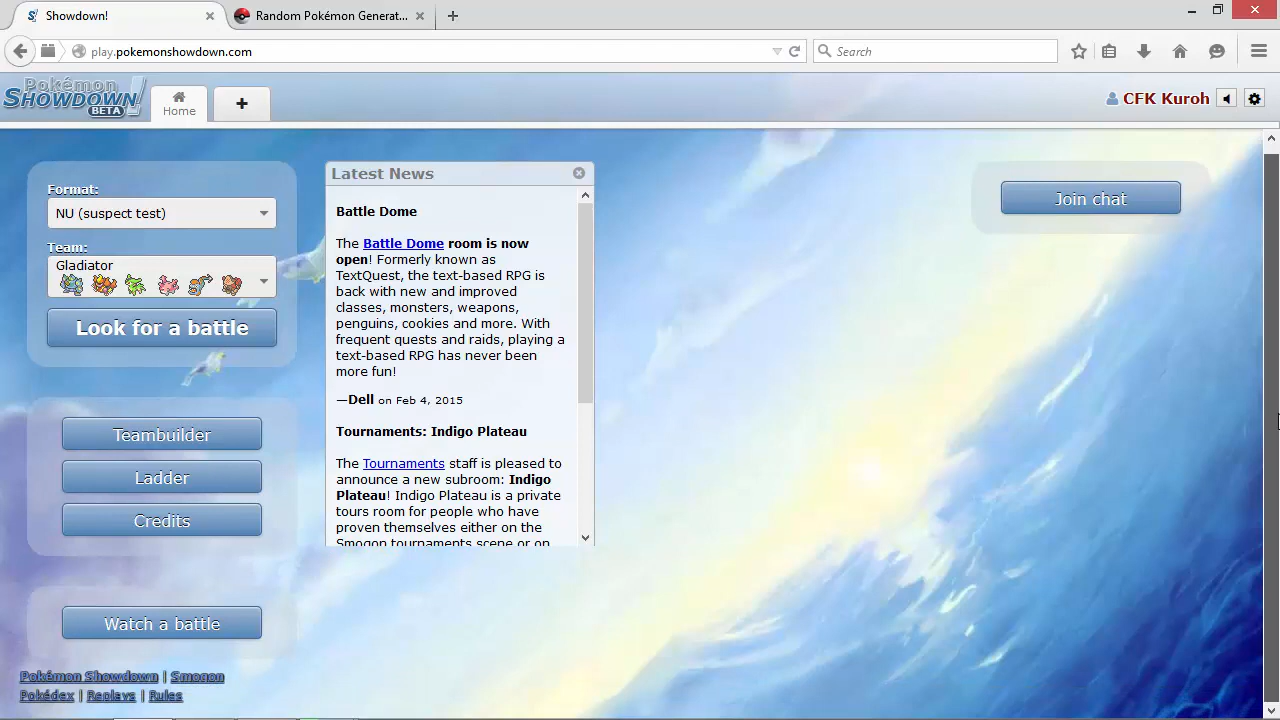 Showdown!
Random Pokémon Generat...
play.pokemonshowdown.com
Search
Pokémon
SHOWDOWN!
BETA
Home
CFK Kuroh
Format:
NU (suspect test)
Team:
Gladiator
Look for a battle
Teambuilder
Ladder
Credits
Watch a battle
Pokémon Showdown | Smogon
Pokédex | Replays | Rules
Latest News
Battle Dome
The Battle Dome room is now
open! Formerly known as
TextQuest, the text-based RPG is
back with new and improved
classes, monsters, weapons,
penguins, cookies and more. With
frequent quests and raids, playing a
text-based RPG has never been
more fun!
—Dell on Feb 4, 2015
Tournaments: Indigo Plateau
The Tournaments staff is pleased to
announce a new subroom: Indigo
Plateau! Indigo Plateau is a private
tours room for people who have
proven themselves either on the
Smogon tournaments scene or on
Join chat